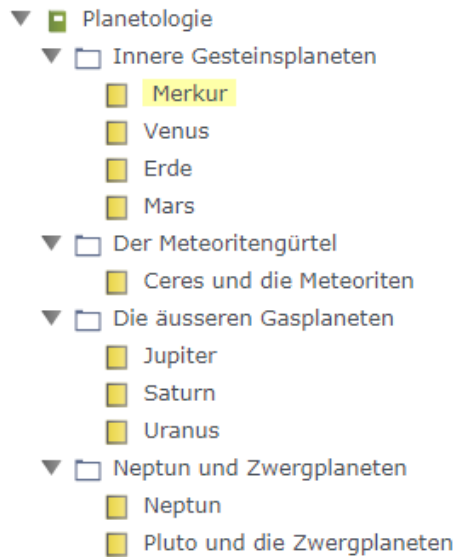 Planetologie
Innere Gesteinsplaneten
Merkur
Venus
Erde
Mars
Der Meteoritengürtel
Ceres und die Meteoriten
Die äusseren Gasplaneten
Jupiter
Saturn
Uranus
Neptun und Zwergplaneten
Neptun
Pluto und die Zwergplaneten